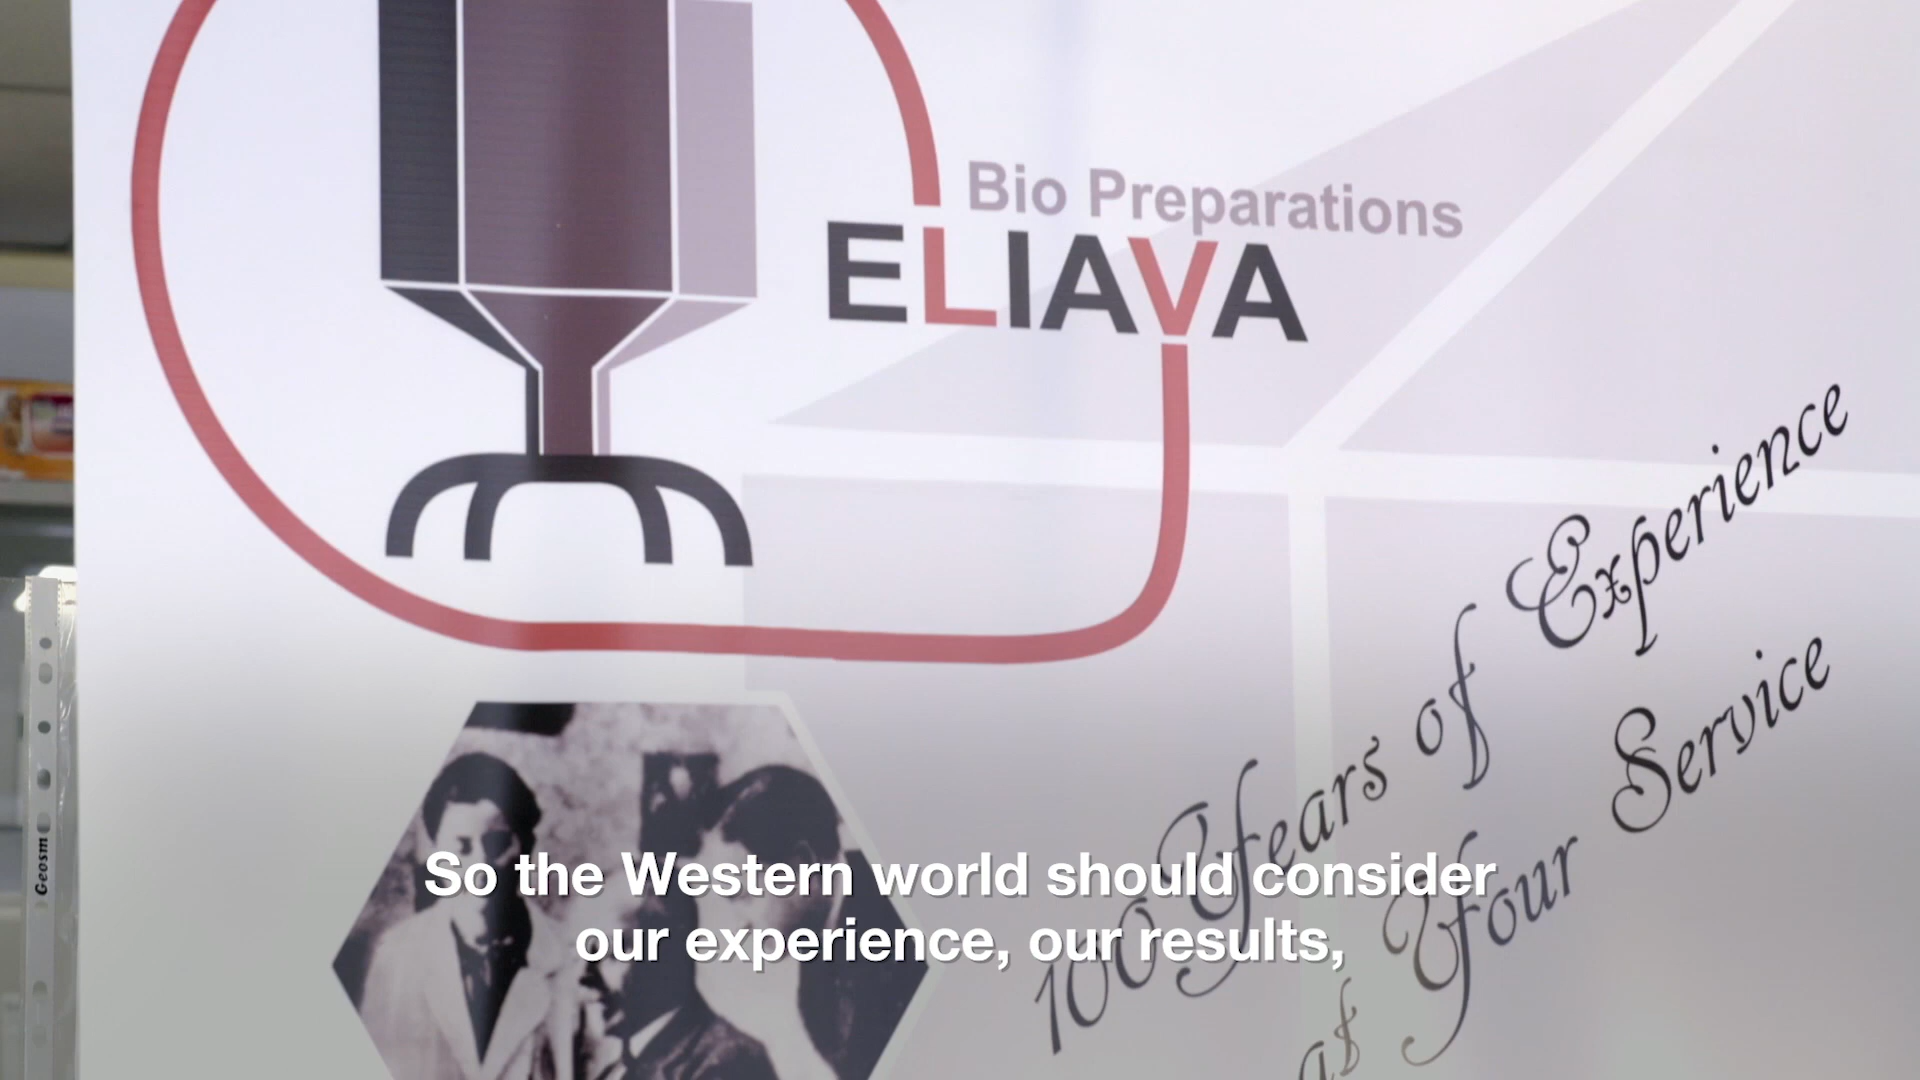 Bio Preparations
ELIAVA
100 Years of Experience
at Your Service
Geosm
So the Western world should consider
our experience, our results,